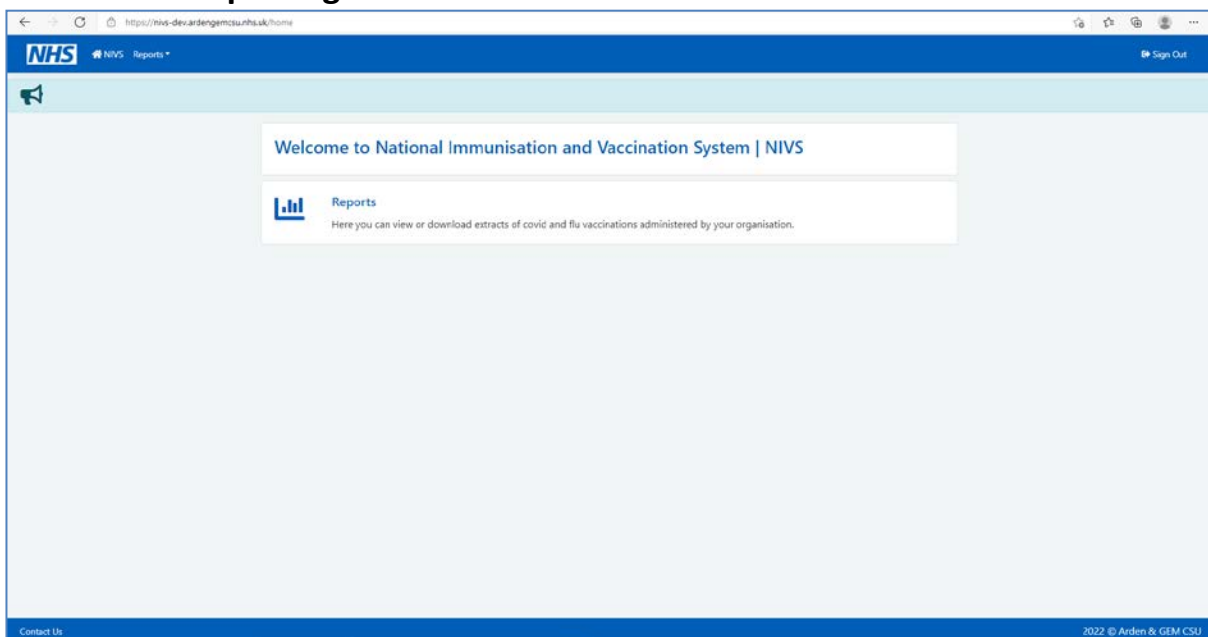 https://nivs-dev.ardengemcsu.nhs.uk/home
NHS NIVS Reports Sign Out
Welcome to National Immunisation and Vaccination System | NIVS
Reports
Here you can view or download extracts of covid and flu vaccinations administered by your organisation.
Contact Us 2022 © Arden & GEM CSU